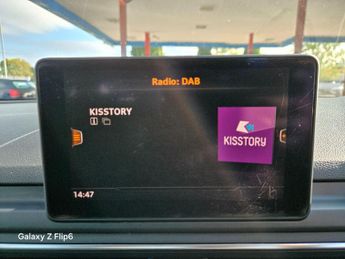 Radio: DAB
KISSTORY
KISSTORY
14:47
Galaxy Z Flip6